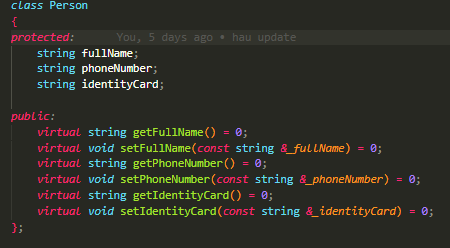 class Person
{
protected:      You, 5 days ago • hau update
    string fullName;
    string phoneNumber;
    string identityCard;

public:
    virtual string getFullName() = 0;
    virtual void setFullName(const string &_fullName) = 0;
    virtual string getPhoneNumber() = 0;
    virtual void setPhoneNumber(const string &_phoneNumber) = 0;
    virtual string getIdentityCard() = 0;
    virtual void setIdentityCard(const string &_identityCard) = 0;
};